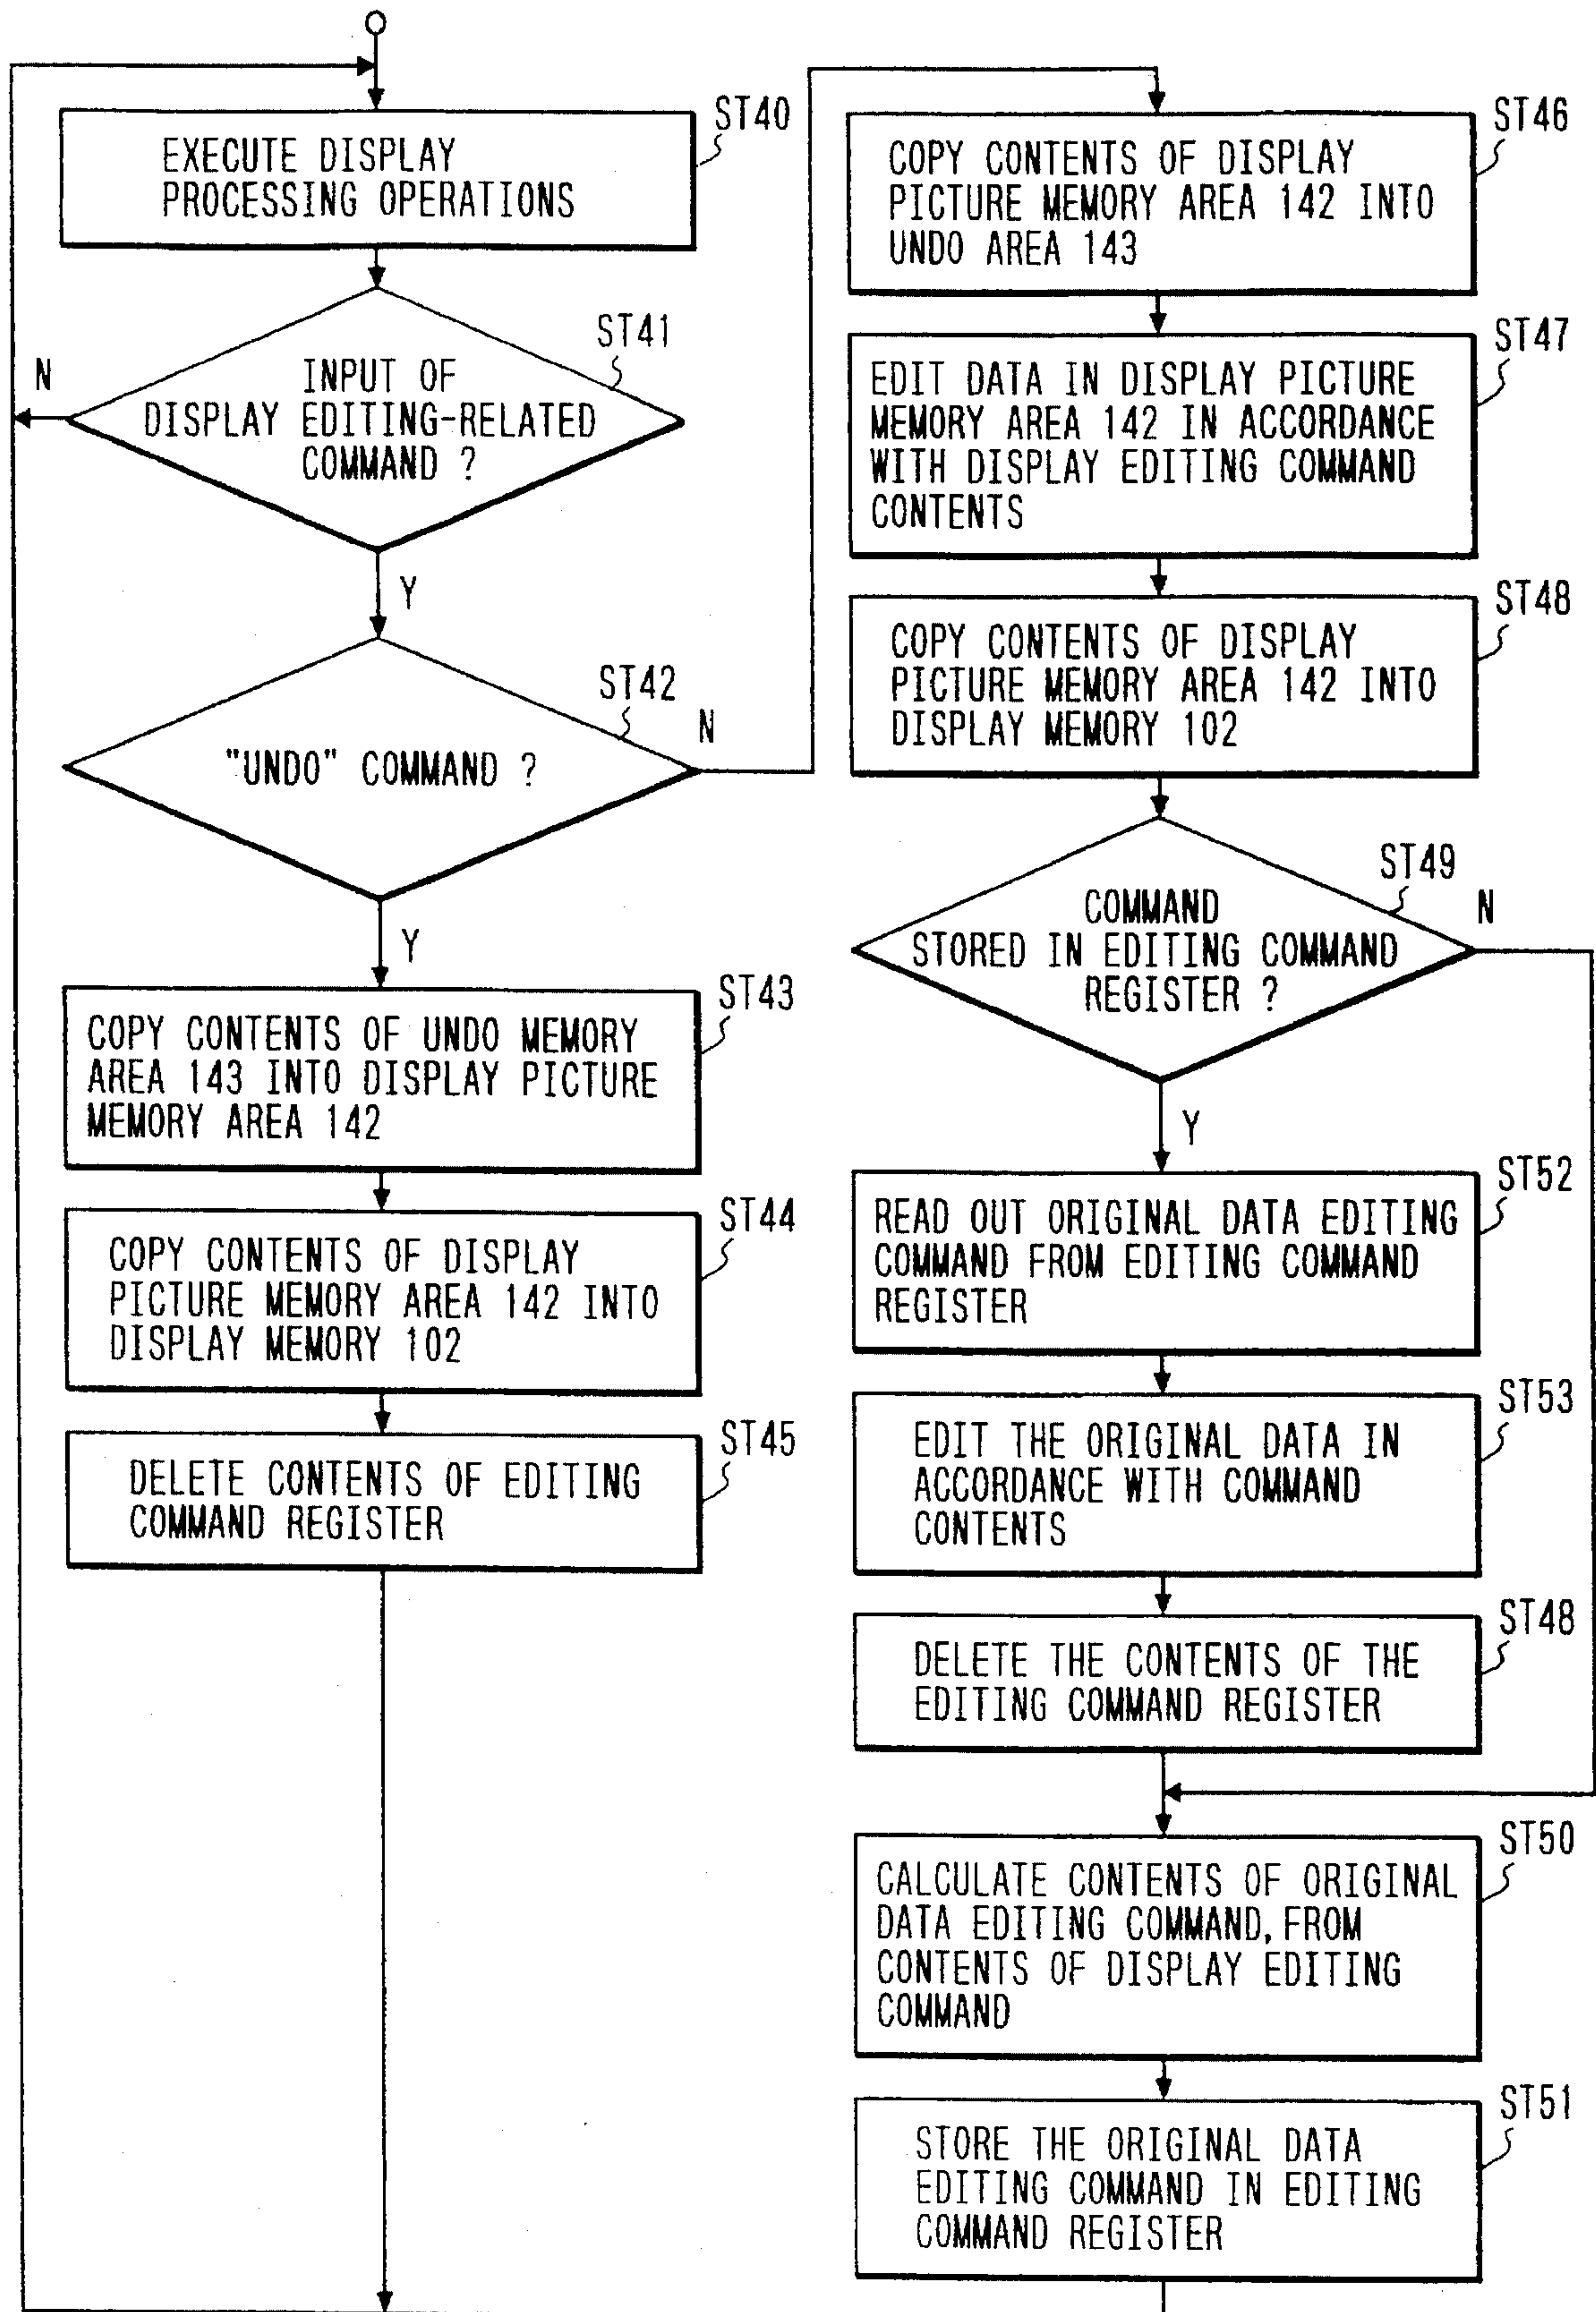 ST40
EXECUTE DISPLAY
PROCESSING OPERATIONS
ST41
N
INPUT OF
DISPLAY EDITING-RELATED
COMMAND ?
Y
ST42
N
"UNDO" COMMAND ?
Y
ST43
COPY CONTENTS OF UNDO MEMORY
AREA 143 INTO DISPLAY PICTURE
MEMORY AREA 142
ST44
COPY CONTENTS OF DISPLAY
PICTURE MEMORY AREA 142 INTO
DISPLAY MEMORY 102
ST45
DELETE CONTENTS OF EDITING
COMMAND REGISTER
ST46
COPY CONTENTS OF DISPLAY
PICTURE MEMORY AREA 142 INTO
UNDO AREA 143
ST47
EDIT DATA IN DISPLAY PICTURE
MEMORY AREA 142 IN ACCORDANCE
WITH DISPLAY EDITING COMMAND
CONTENTS
ST48
COPY CONTENTS OF DISPLAY
PICTURE MEMORY AREA 142 INTO
DISPLAY MEMORY 102
ST49
N
COMMAND
STORED IN EDITING COMMAND
REGISTER ?
Y
ST52
READ OUT ORIGINAL DATA EDITING
COMMAND FROM EDITING COMMAND
REGISTER
ST53
EDIT THE ORIGINAL DATA IN
ACCORDANCE WITH COMMAND
CONTENTS
ST48
DELETE THE CONTENTS OF THE
EDITING COMMAND REGISTER
ST50
CALCULATE CONTENTS OF ORIGINAL
DATA EDITING COMMAND, FROM
CONTENTS OF DISPLAY EDITING
COMMAND
ST51
STORE THE ORIGINAL DATA
EDITING COMMAND IN EDITING
COMMAND REGISTER